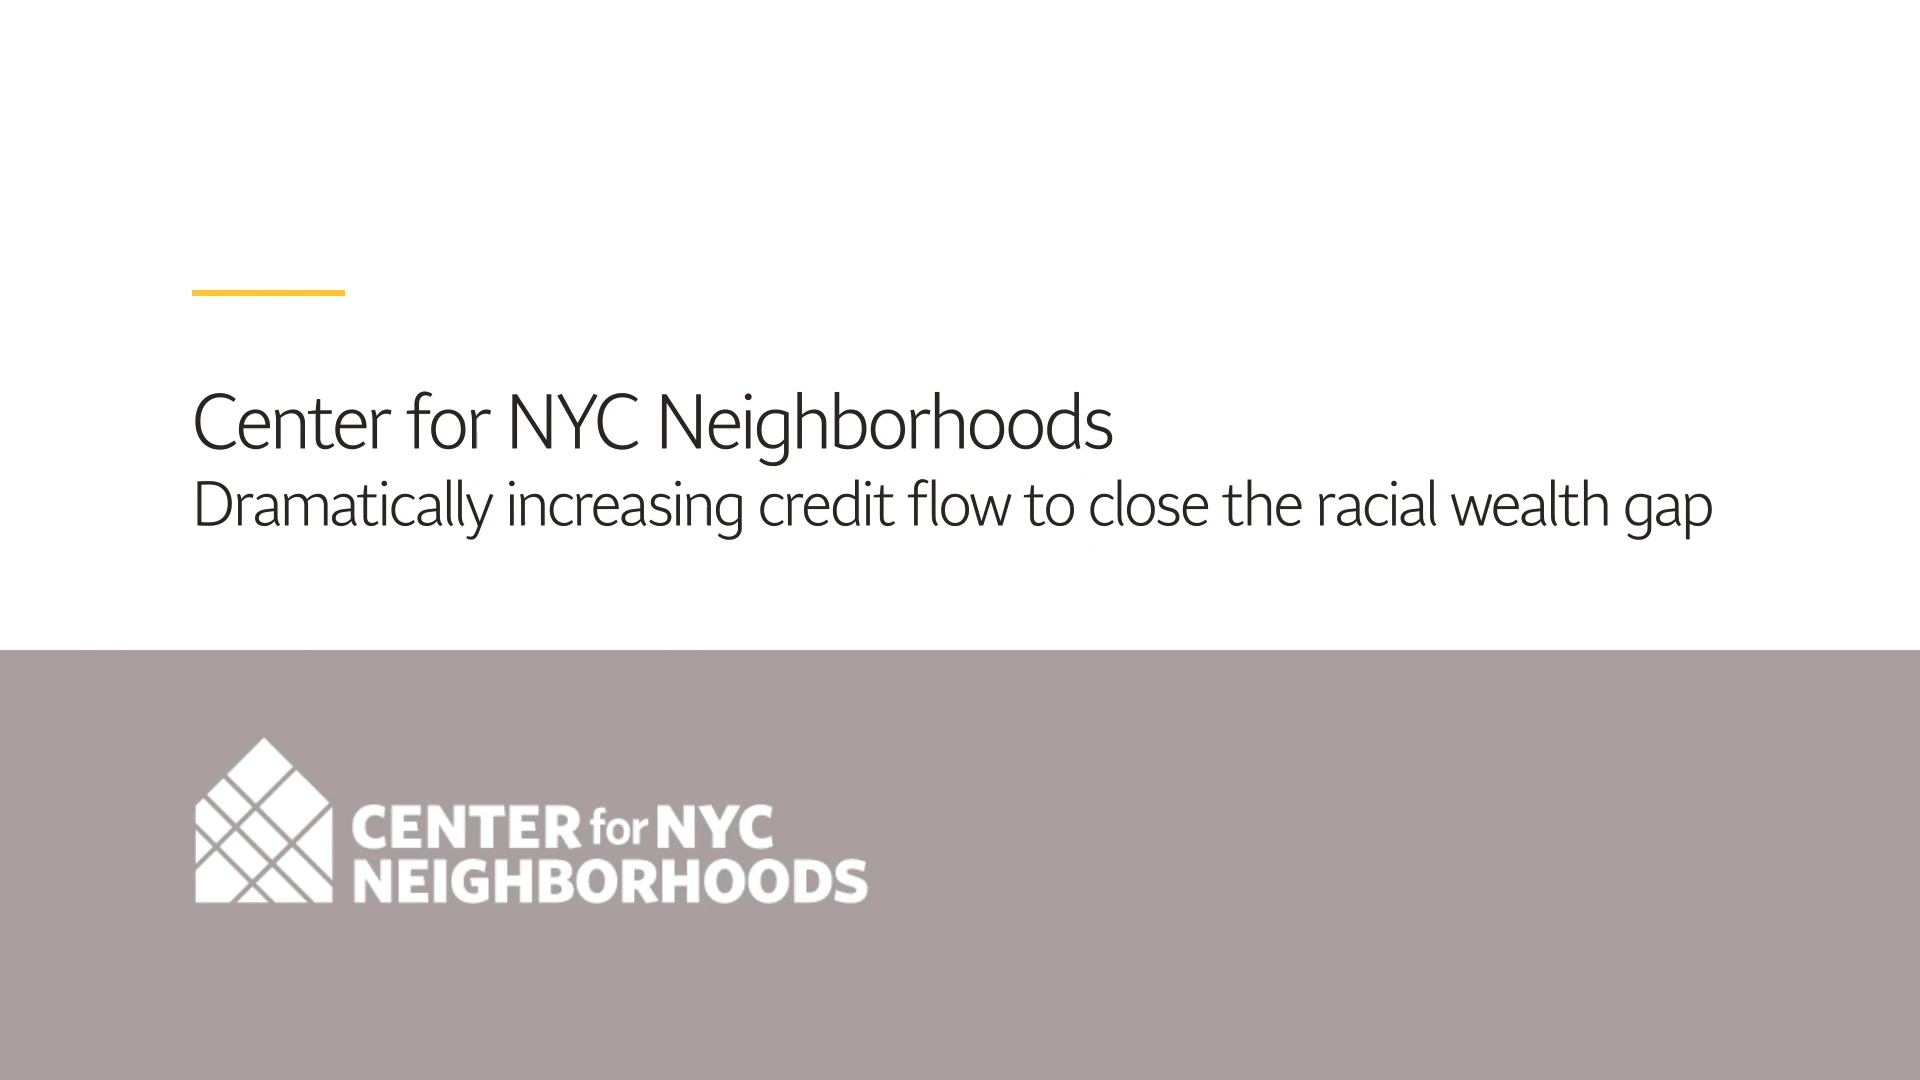 Center for NYC Neighborhoods
Dramatically increasing credit flow to close the racial wealth gap
CENTER for NYC
NEIGHBORHOODS